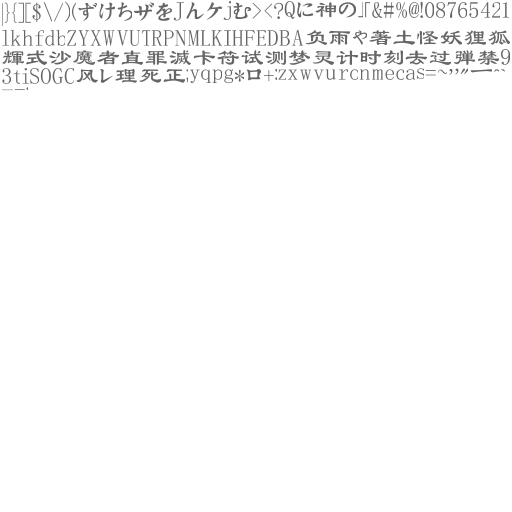 |}{][$\/)(ずけちザをJんケjむ><?Qに神の』『&#%@!08765421
lkhfdbZYXWVUTRPNMLKIHFEDBA负雨や著土怪妖狸狐
輝式沙魔者直罪滅卡符试测梦灵计时刻去过弹禁9
3tiSOGC风レ理死正;yqpg*ロ+:zxwvurcnmecas=~’’〃一